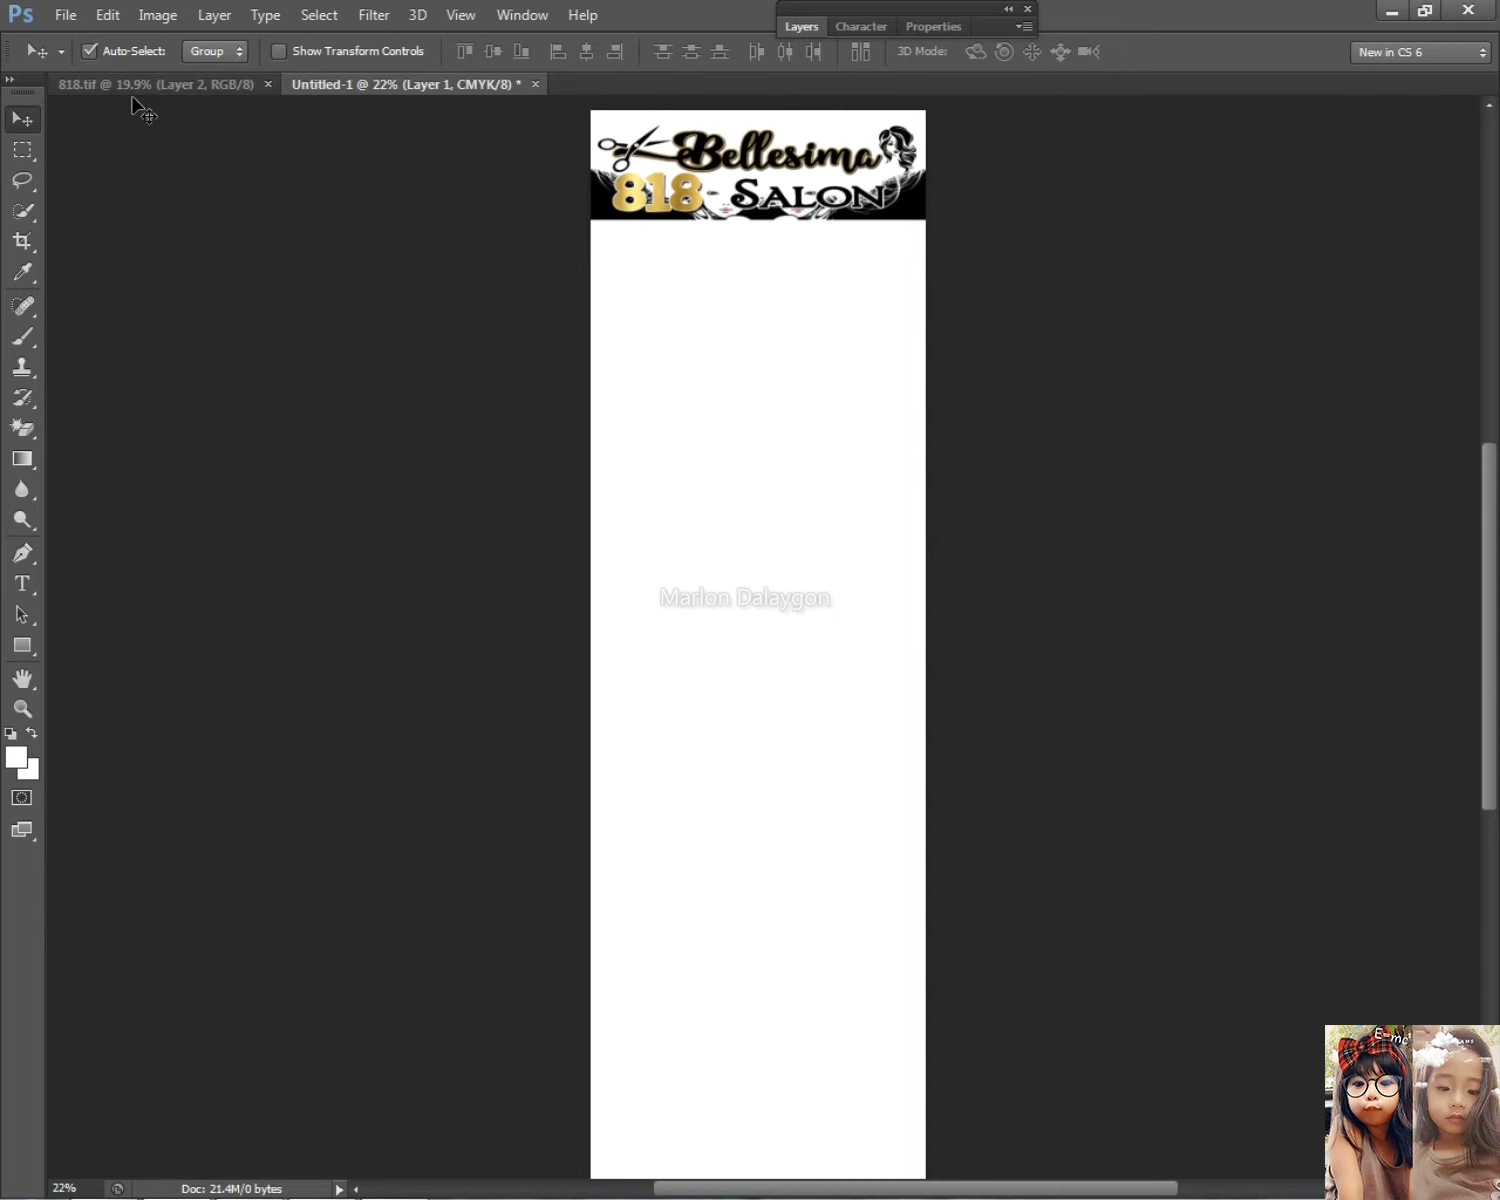 Ps File Edit Image Layer Type Select Filter 3D View Window Help
Layers Character Properties
Auto-Select: Group Show Transform Controls 3D Mode: New in CS 6
818.tif @ 19.9% (Layer 2, RGB/8) × Untitled-1 @ 22% (Layer 1, CMYK/8) * ×
Bellesima
818 SALON
Marlon Dalaygon
E=mc²
22% Doc: 21.4M/0 bytes